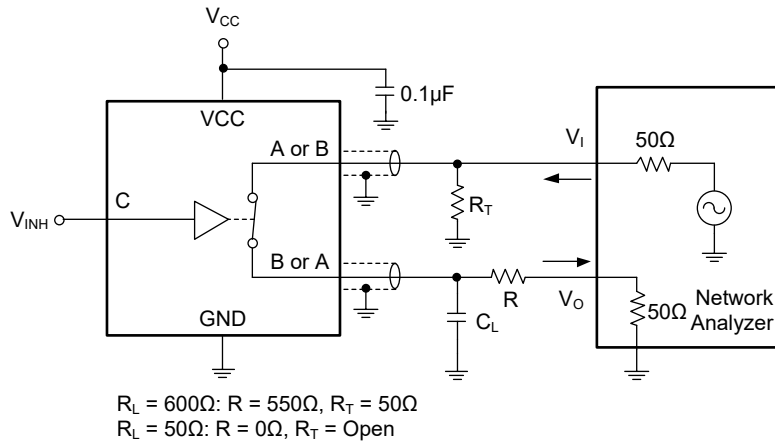 V_CC
0.1μF
VCC
A or B
V_I
50Ω
R_T
V_INH
C
B or A
R
V_O
C_L
50Ω
Network
Analyzer
GND
R_L = 600Ω: R = 550Ω, R_T = 50Ω
R_L = 50Ω: R = 0Ω, R_T = Open